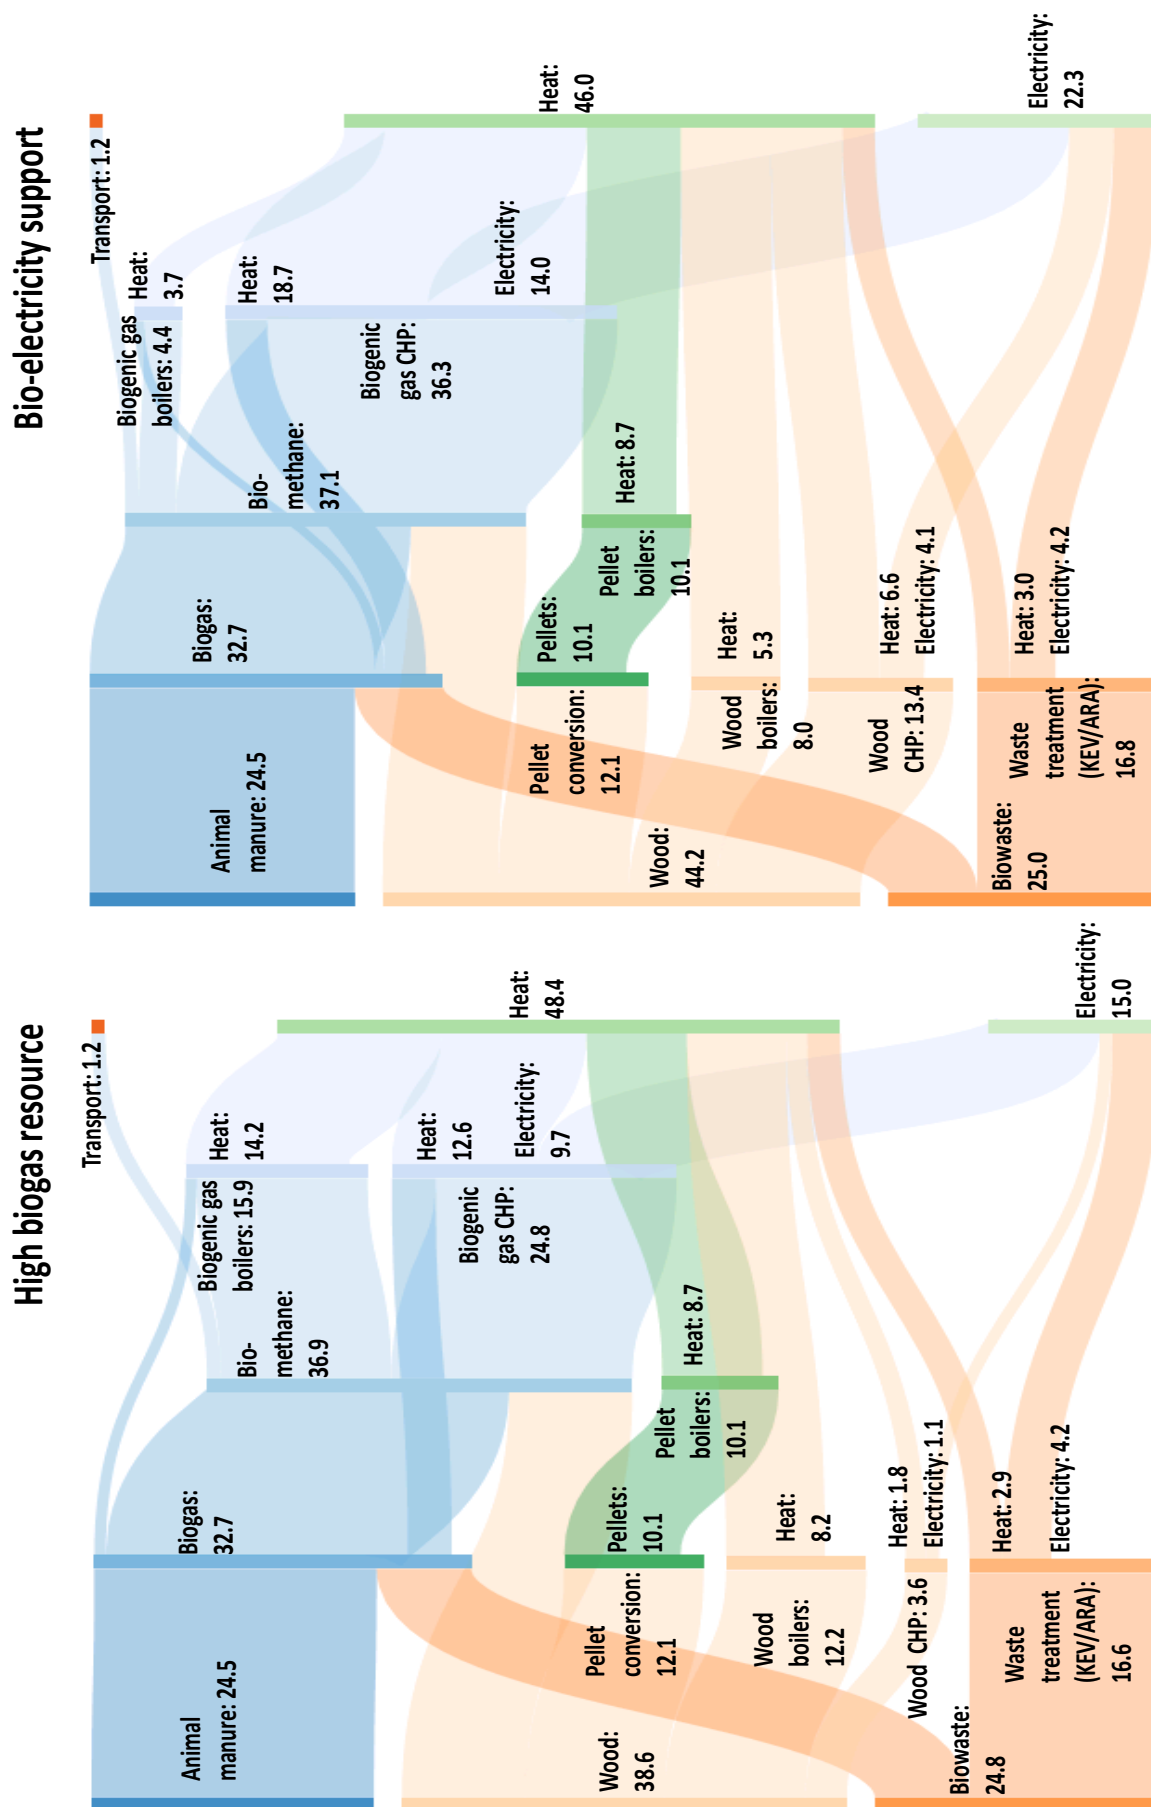 High biogas resource
Transport: 1.2
Animal
manure: 24.5
Biogas:
32.7
Bio-
methane:
36.9
Biogenic gas
boilers: 15.9
Heat:
14.2
Biogenic
gas CHP:
24.8
Heat:
12.6
Electricity:
9.7
Heat:
48.4
Wood:
38.6
Pellet
conversion:
12.1
Pellets:
10.1
Pellet
boilers:
10.1
Heat: 8.7
Wood
boilers:
12.2
Heat:
8.2
Wood CHP: 3.6
Heat: 1.8
Electricity: 1.1
Biowaste:
24.8
Waste
treatment
(KEV/ARA):
16.6
Heat: 2.9
Electricity: 4.2
Electricity:
15.0
Bio-electricity support
Transport: 1.2
Animal
manure: 24.5
Biogas:
32.7
Bio-
methane:
37.1
Biogenic gas
boilers: 4.4
Heat:
3.7
Biogenic
gas CHP:
36.3
Heat:
18.7
Electricity:
14.0
Heat:
46.0
Wood:
44.2
Pellet
conversion:
12.1
Pellets:
10.1
Pellet
boilers:
10.1
Heat: 8.7
Wood
boilers:
8.0
Heat:
5.3
Wood
CHP: 13.4
Heat: 6.6
Electricity: 4.1
Biowaste:
25.0
Waste
treatment
(KEV/ARA):
16.8
Heat: 3.0
Electricity: 4.2
Electricity:
22.3